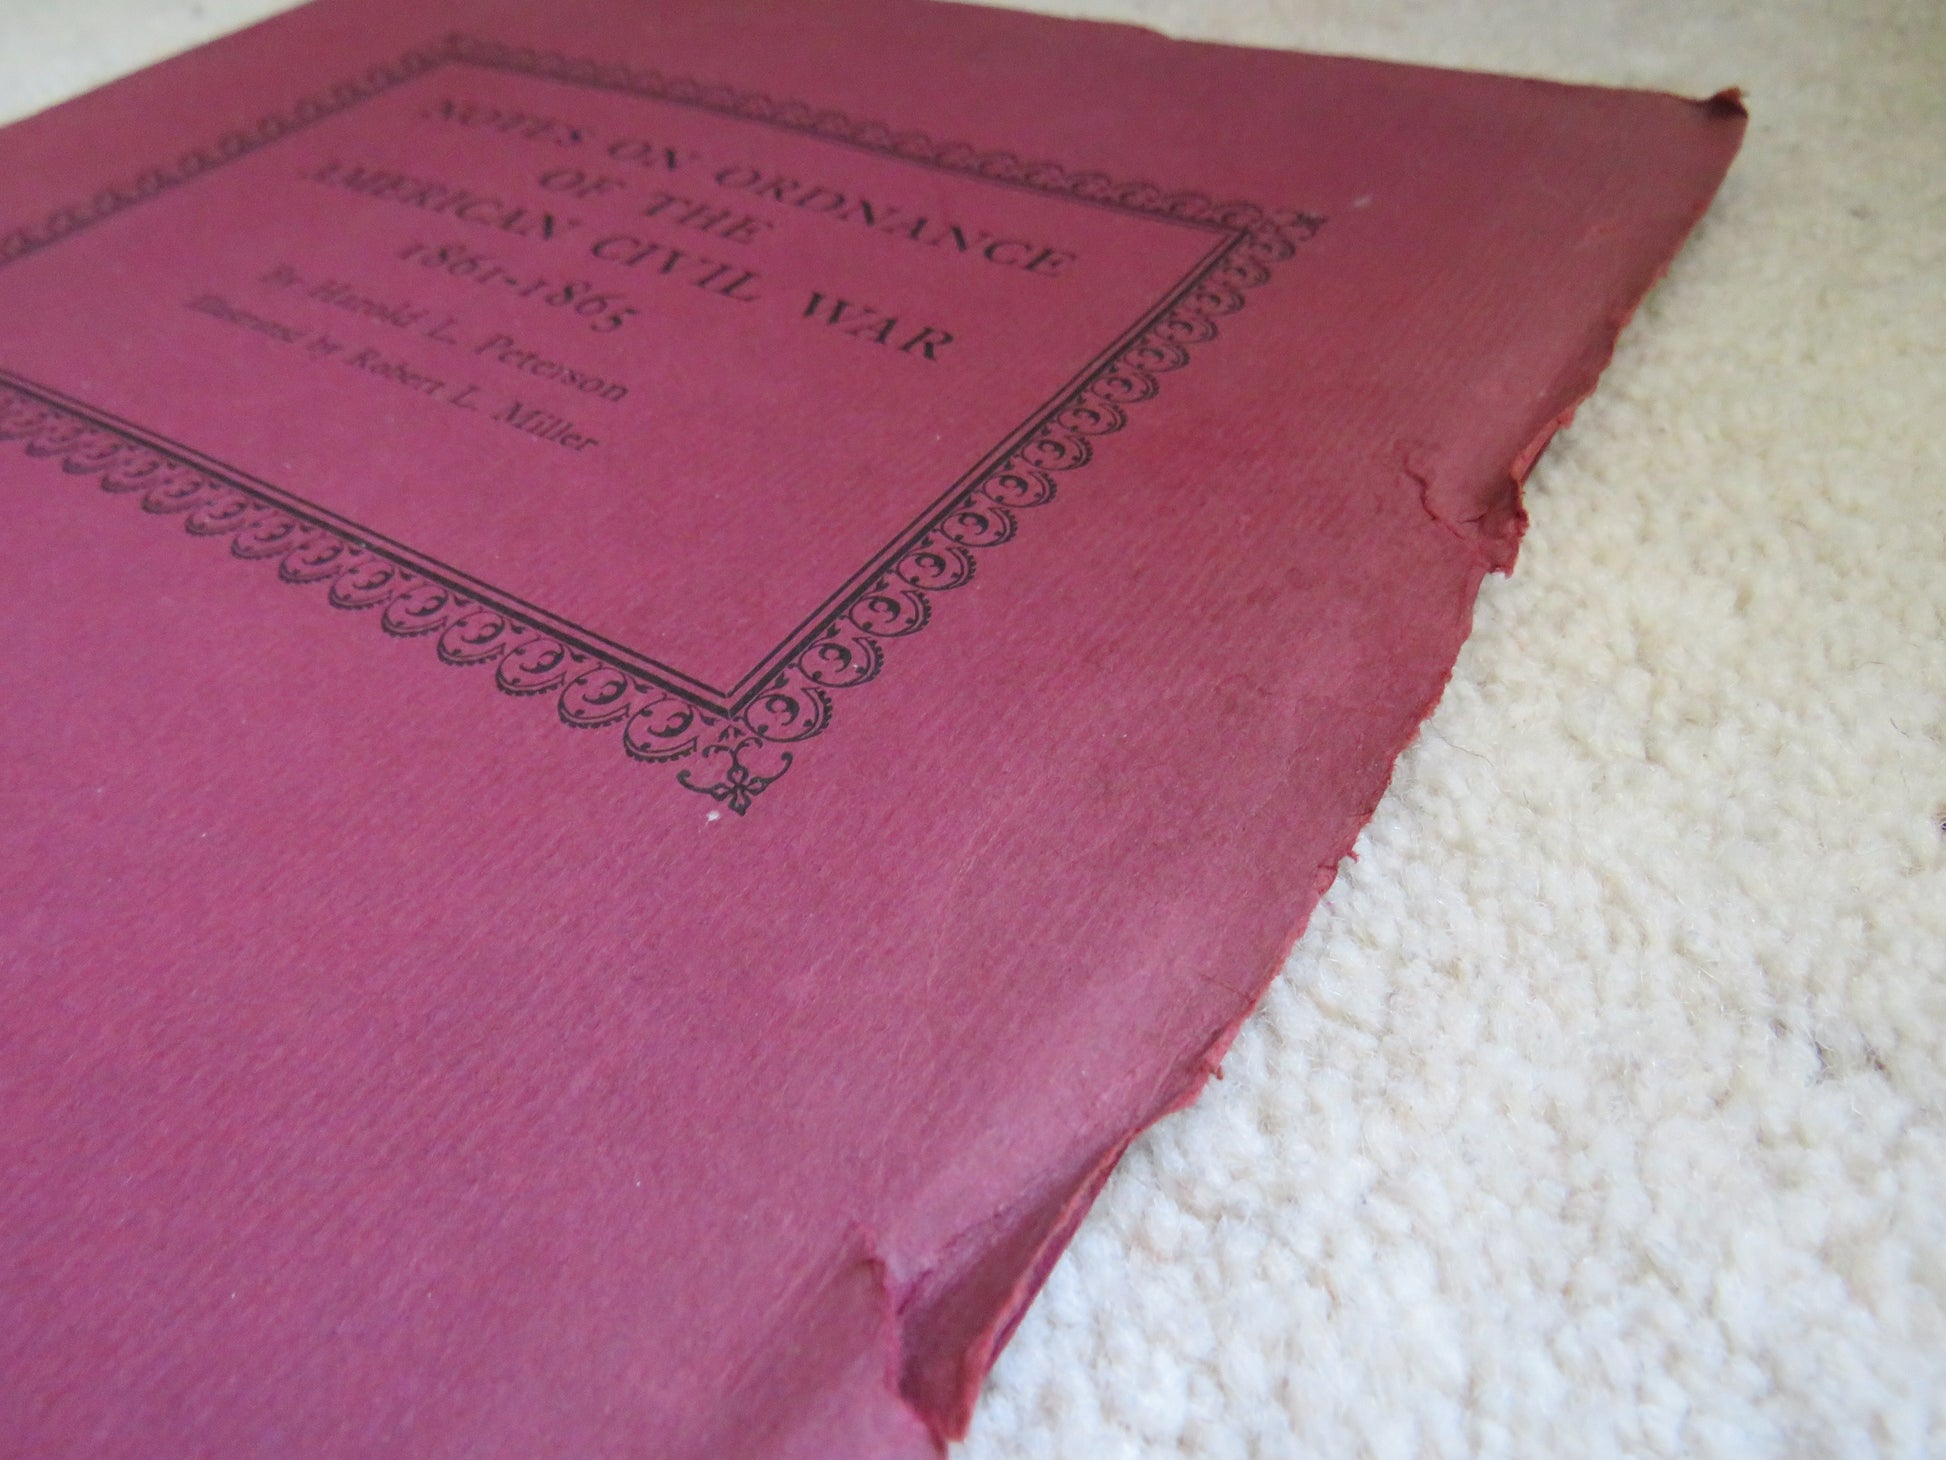 NOTES ON ORDNANCE
OF THE
AMERICAN CIVIL WAR
1861-1865
By Harold L. Peterson
Illustrated by Robert L. Miller